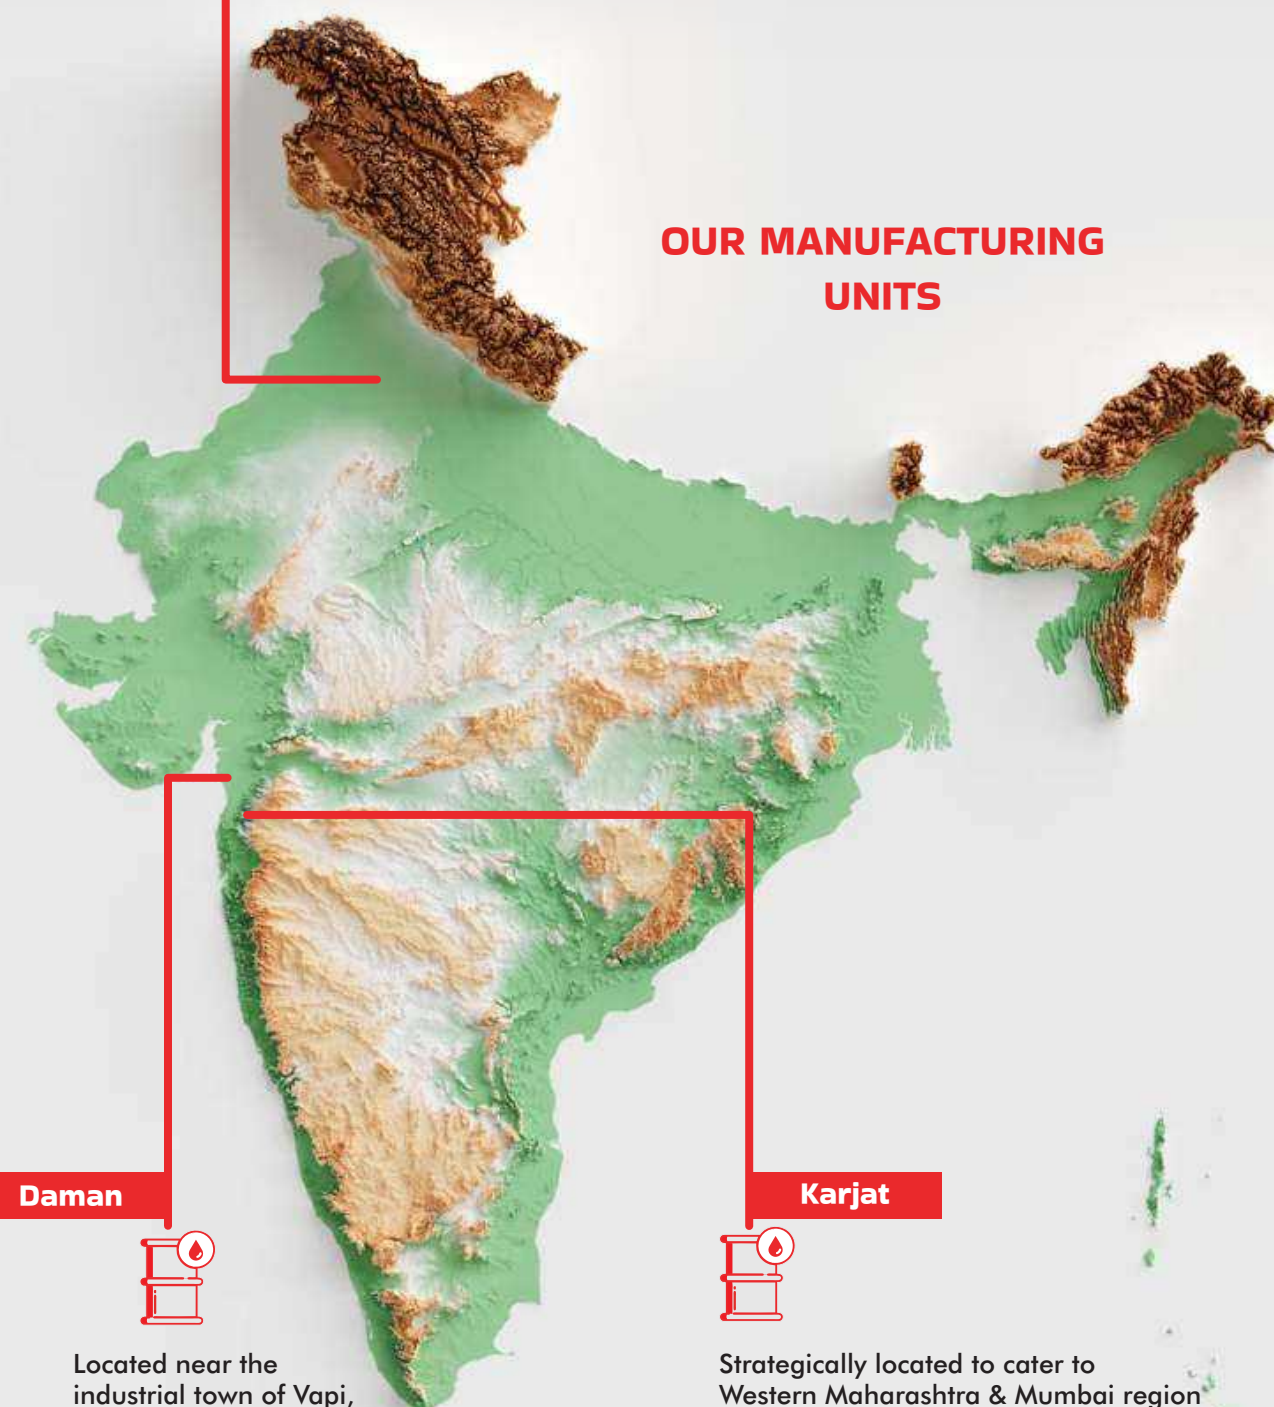 OUR MANUFACTURING
UNITS
Daman
Karjat
Located near the
industrial town of Vapi,
Strategically located to cater to
Western Maharashtra & Mumbai region